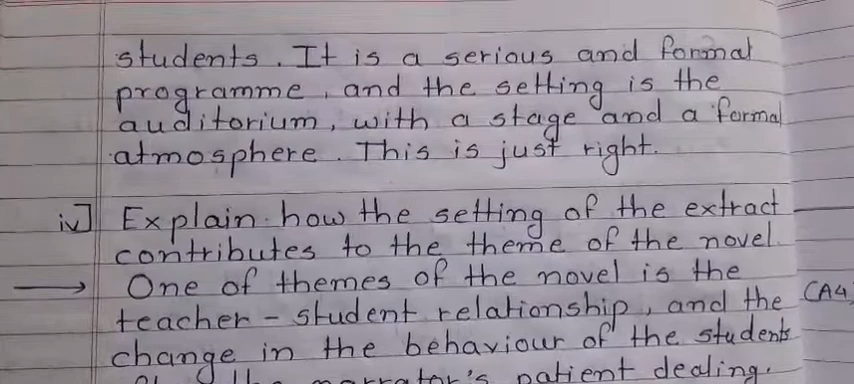 students. It is a serious and formal
programme, and the setting is the
auditorium, with a stage and a formal
atmosphere. This is just right.
iv] Explain how the setting of the extract
contributes to the theme of the novel.
→ One of themes of the novel is the
teacher - student relationship, and the (A4)
change in the behaviour of the students
narrator's patient dealing.